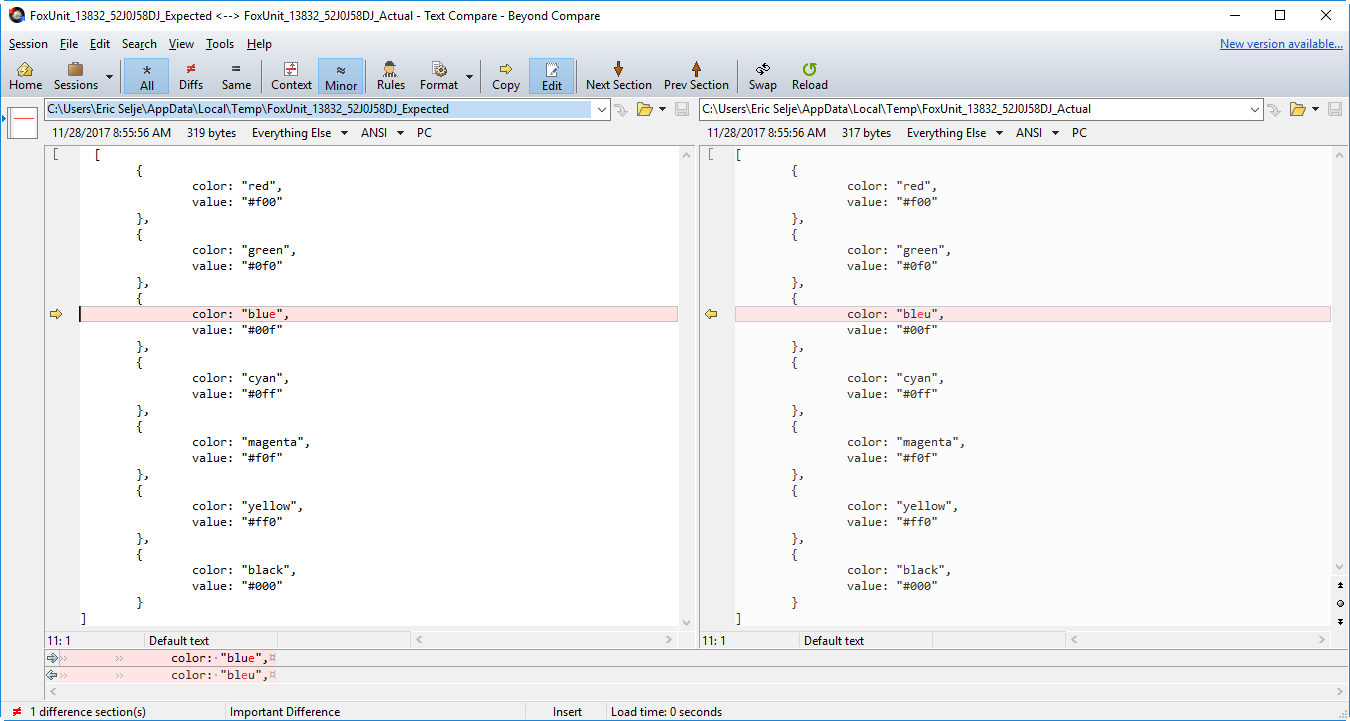 FoxUnit_13832_52J0J58DJ_Expected <--> FoxUnit_13832_52J0J58DJ_Actual - Text Compare - Beyond Compare
Session File Edit Search View Tools Help New version available...
Home Sessions All Diffs Same Context Minor Rules Format Copy Edit Next Section Prev Section Swap Reload
C:\Users\Eric Selje\AppData\Local\Temp\FoxUnit_13832_52J0J58DJ_Expected
11/28/2017 8:55:56 AM 319 bytes Everything Else ANSI PC
[ [
{
color: "red",
value: "#f00"
},
{
color: "green",
value: "#0f0"
},
{
color: "blue",
value: "#00f"
},
{
color: "cyan",
value: "#0ff"
},
{
color: "magenta",
value: "#f0f"
},
{
color: "yellow",
value: "#ff0"
},
{
color: "black",
value: "#000"
}
]
11: 1 Default text
C:\Users\Eric Selje\AppData\Local\Temp\FoxUnit_13832_52J0J58DJ_Actual
11/28/2017 8:55:56 AM 317 bytes Everything Else ANSI PC
[ [
{
color: "red",
value: "#f00"
},
{
color: "green",
value: "#0f0"
},
{
color: "bleu",
value: "#00f"
},
{
color: "cyan",
value: "#0ff"
},
{
color: "magenta",
value: "#f0f"
},
{
color: "yellow",
value: "#ff0"
},
{
color: "black",
value: "#000"
}
]
11: 1 Default text
»» color:·"blue",¤
»» color:·"bleu",¤
≠ 1 difference section(s) Important Difference Insert Load time: 0 seconds